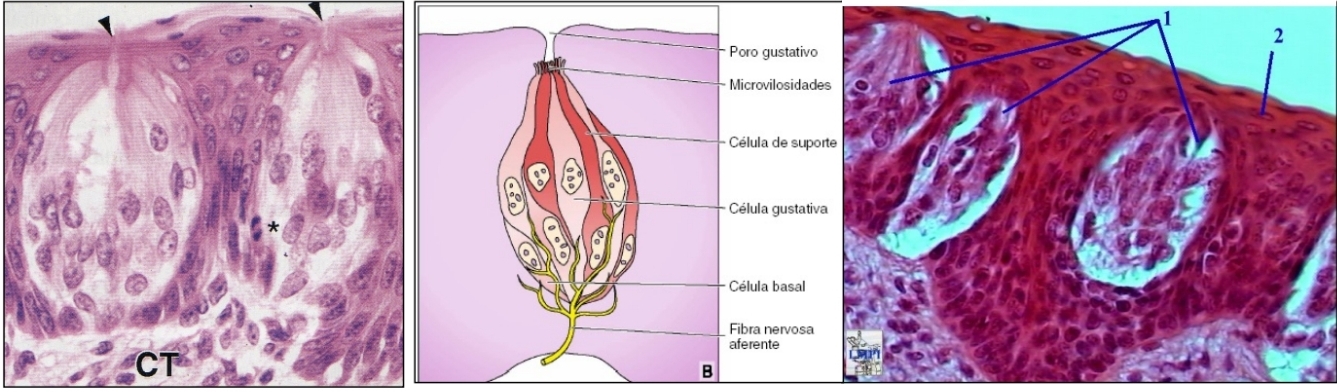 *
CT
Poro gustativo
Microvilosidades
Célula de suporte
Célula gustativa
Célula basal
Fibra nervosa
aferente
B
1
2